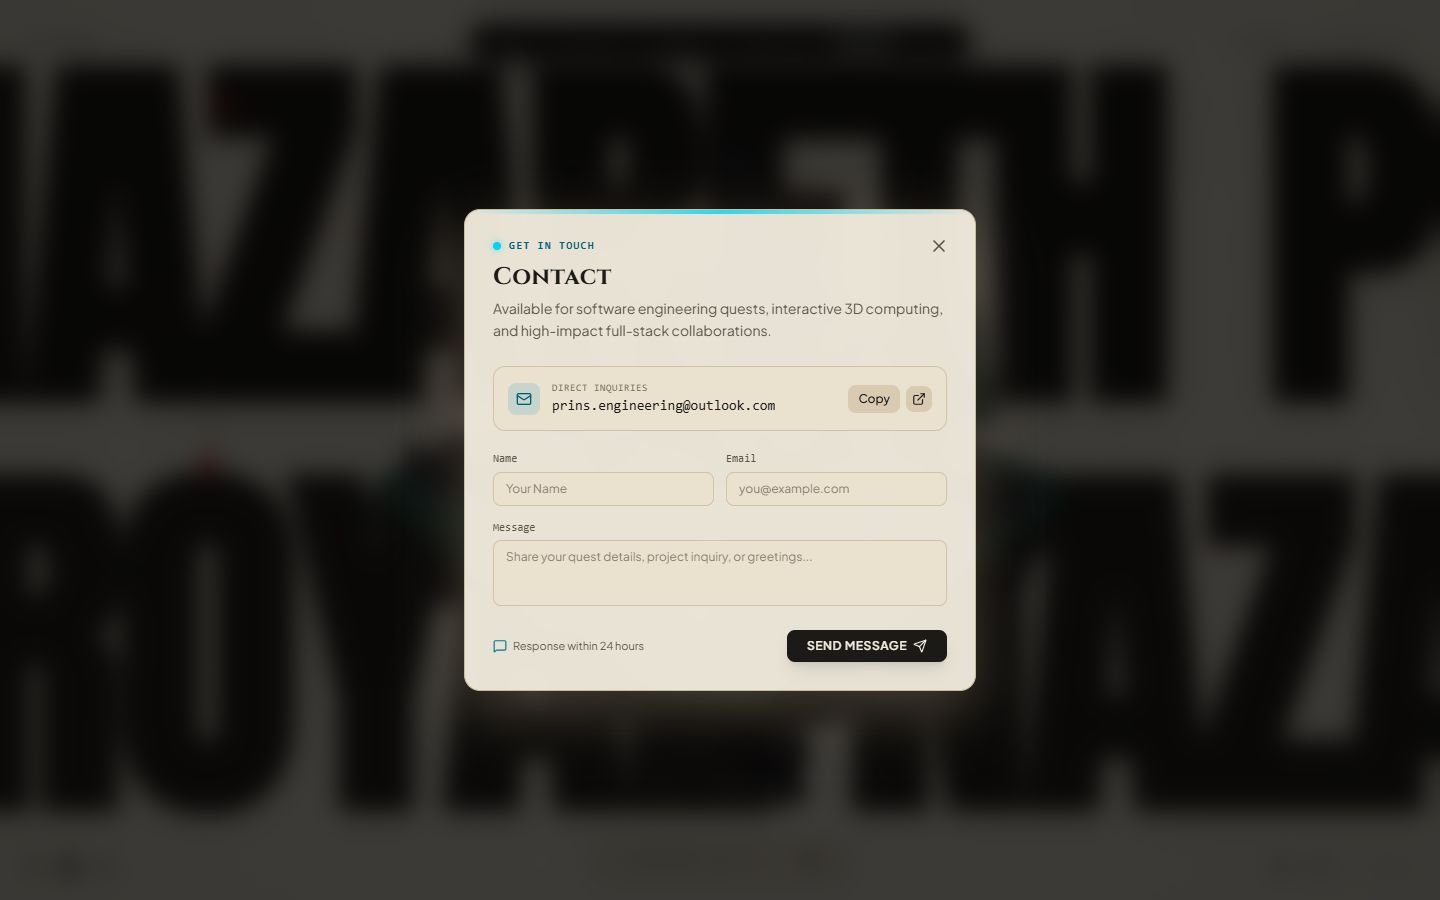 GET IN TOUCH
Contact
Available for software engineering quests, interactive 3D computing,
and high-impact full-stack collaborations.
DIRECT INQUIRIES
prins.engineering@outlook.com
Copy
Name
Email
Your Name
you@example.com
Message
Share your quest details, project inquiry, or greetings...
Response within 24 hours
SEND MESSAGE